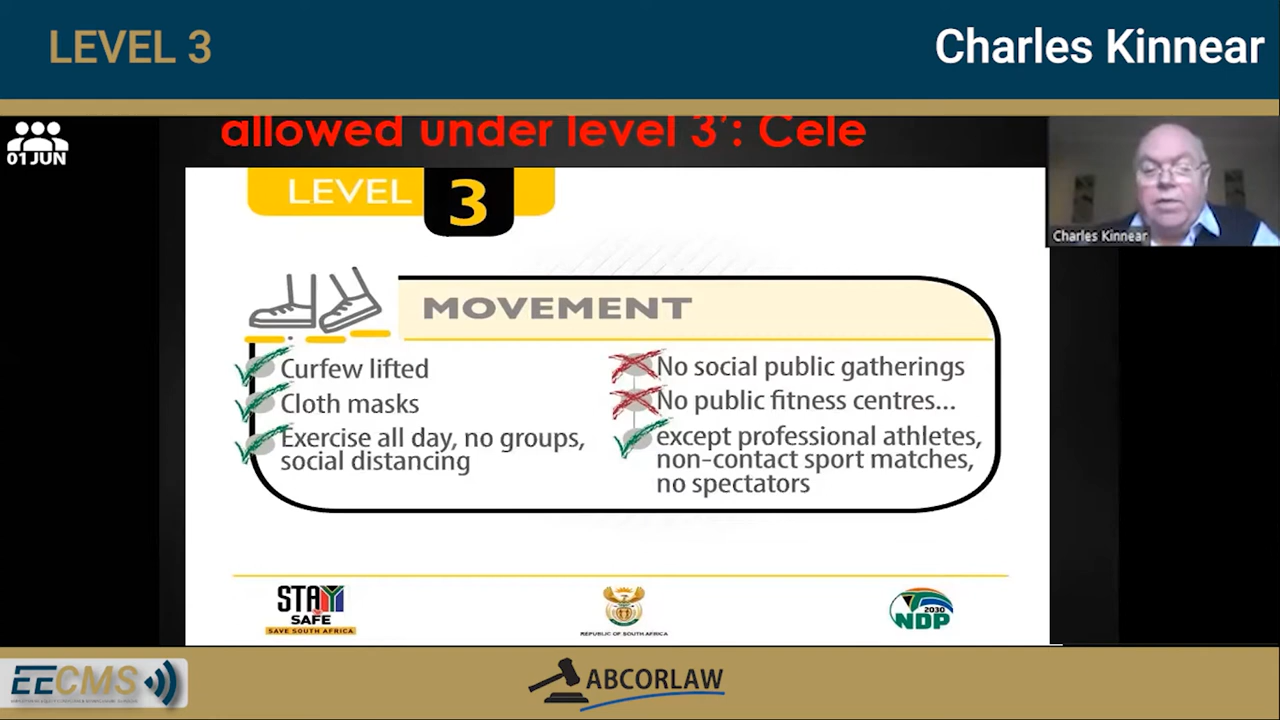 LEVEL 3
Charles Kinnear
01 JUN
allowed under level 3': Cele
Charles Kinnear
LEVEL 3
MOVEMENT
Curfew lifted
Cloth masks
Exercise all day, no groups,
social distancing
No social public gatherings
No public fitness centres...
except professional athletes,
non-contact sport matches,
no spectators
STAY
SAFE
SAVE SOUTH AFRICA
REPUBLIC OF SOUTH AFRICA
2030
NDP
EECMS
ABCORLAW